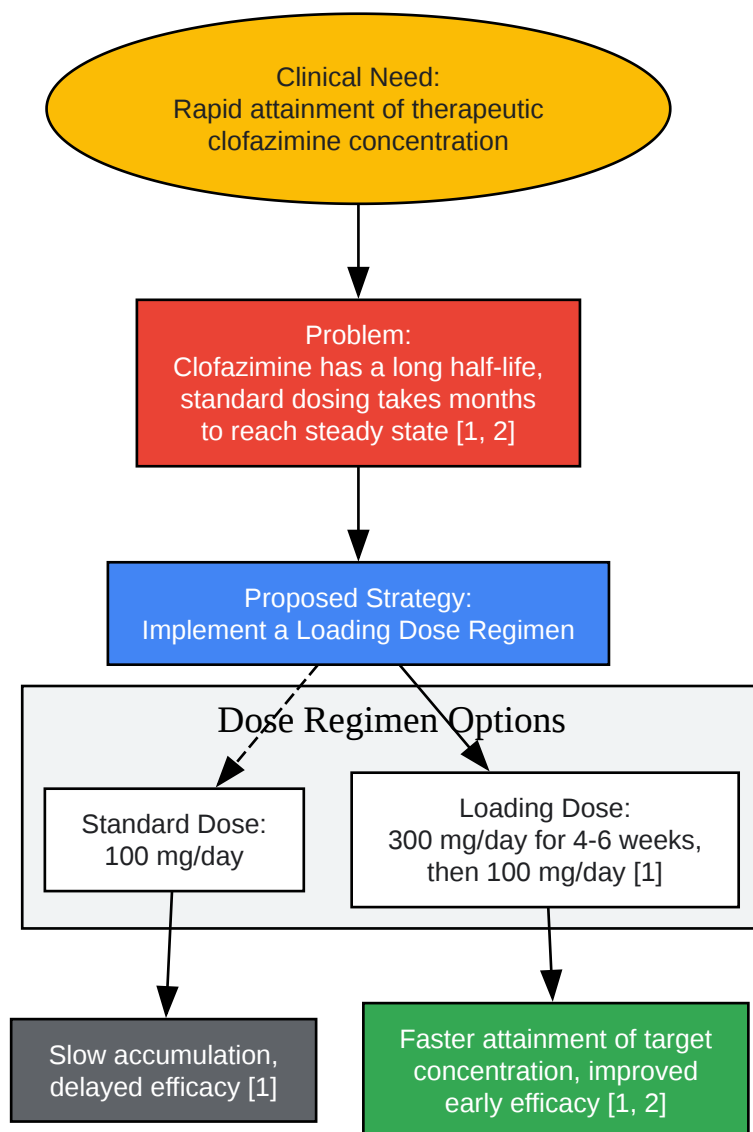 Clinical Need:
Rapid attainment of therapeutic
clofazimine concentration
Problem:
Clofazimine has a long half-life,
standard dosing takes months
to reach steady state [1, 2]
Proposed Strategy:
Implement a Loading Dose Regimen
Dose Regimen Options
Standard Dose:
100 mg/day
Loading Dose:
300 mg/day for 4-6 weeks,
then 100 mg/day [1]
Slow accumulation,
delayed efficacy [1]
Faster attainment of target
concentration, improved
early efficacy [1, 2]